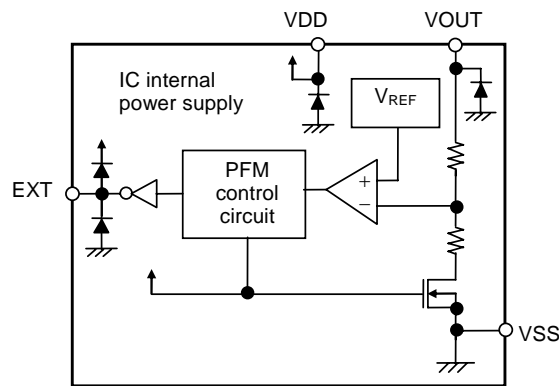 VDD
VOUT
IC internal
power supply
VREF
EXT
PFM
control
circuit
+
−
VSS